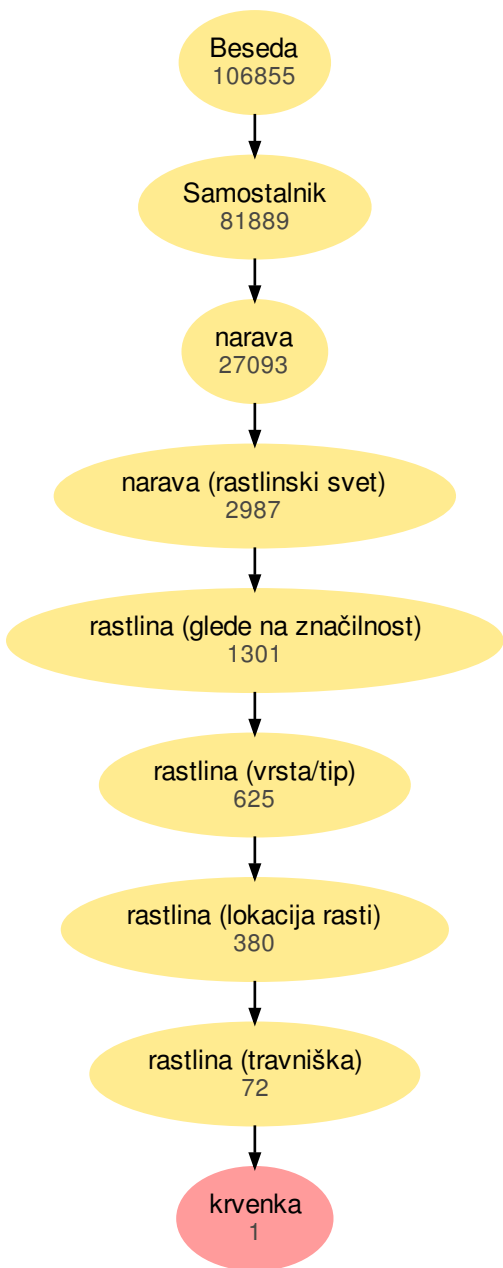 Beseda
106855
Samostalnik
81889
narava
27093
narava (rastlinski svet)
2987
rastlina (glede na značilnost)
1301
rastlina (vrsta/tip)
625
rastlina (lokacija rasti)
380
rastlina (travniška)
72
krvenka
1